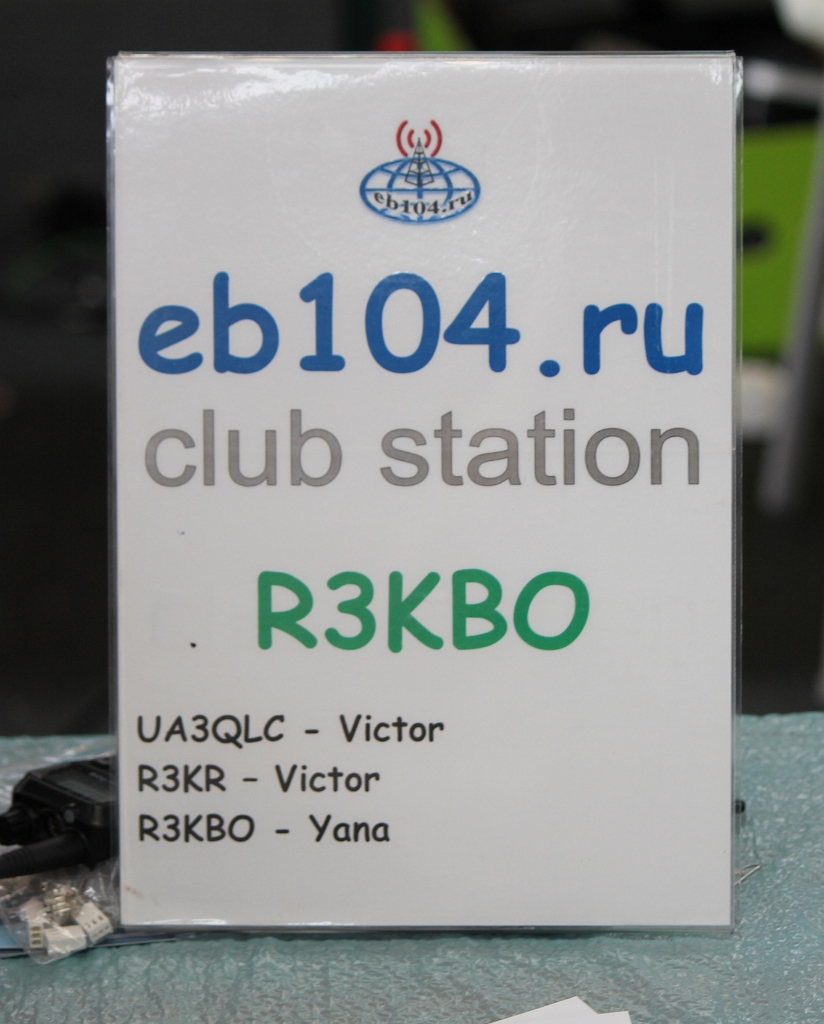 eb104.ru
eb104.ru
club station
R3KBO
UA3QLC - Victor
R3KR - Victor
R3KBO - Yana